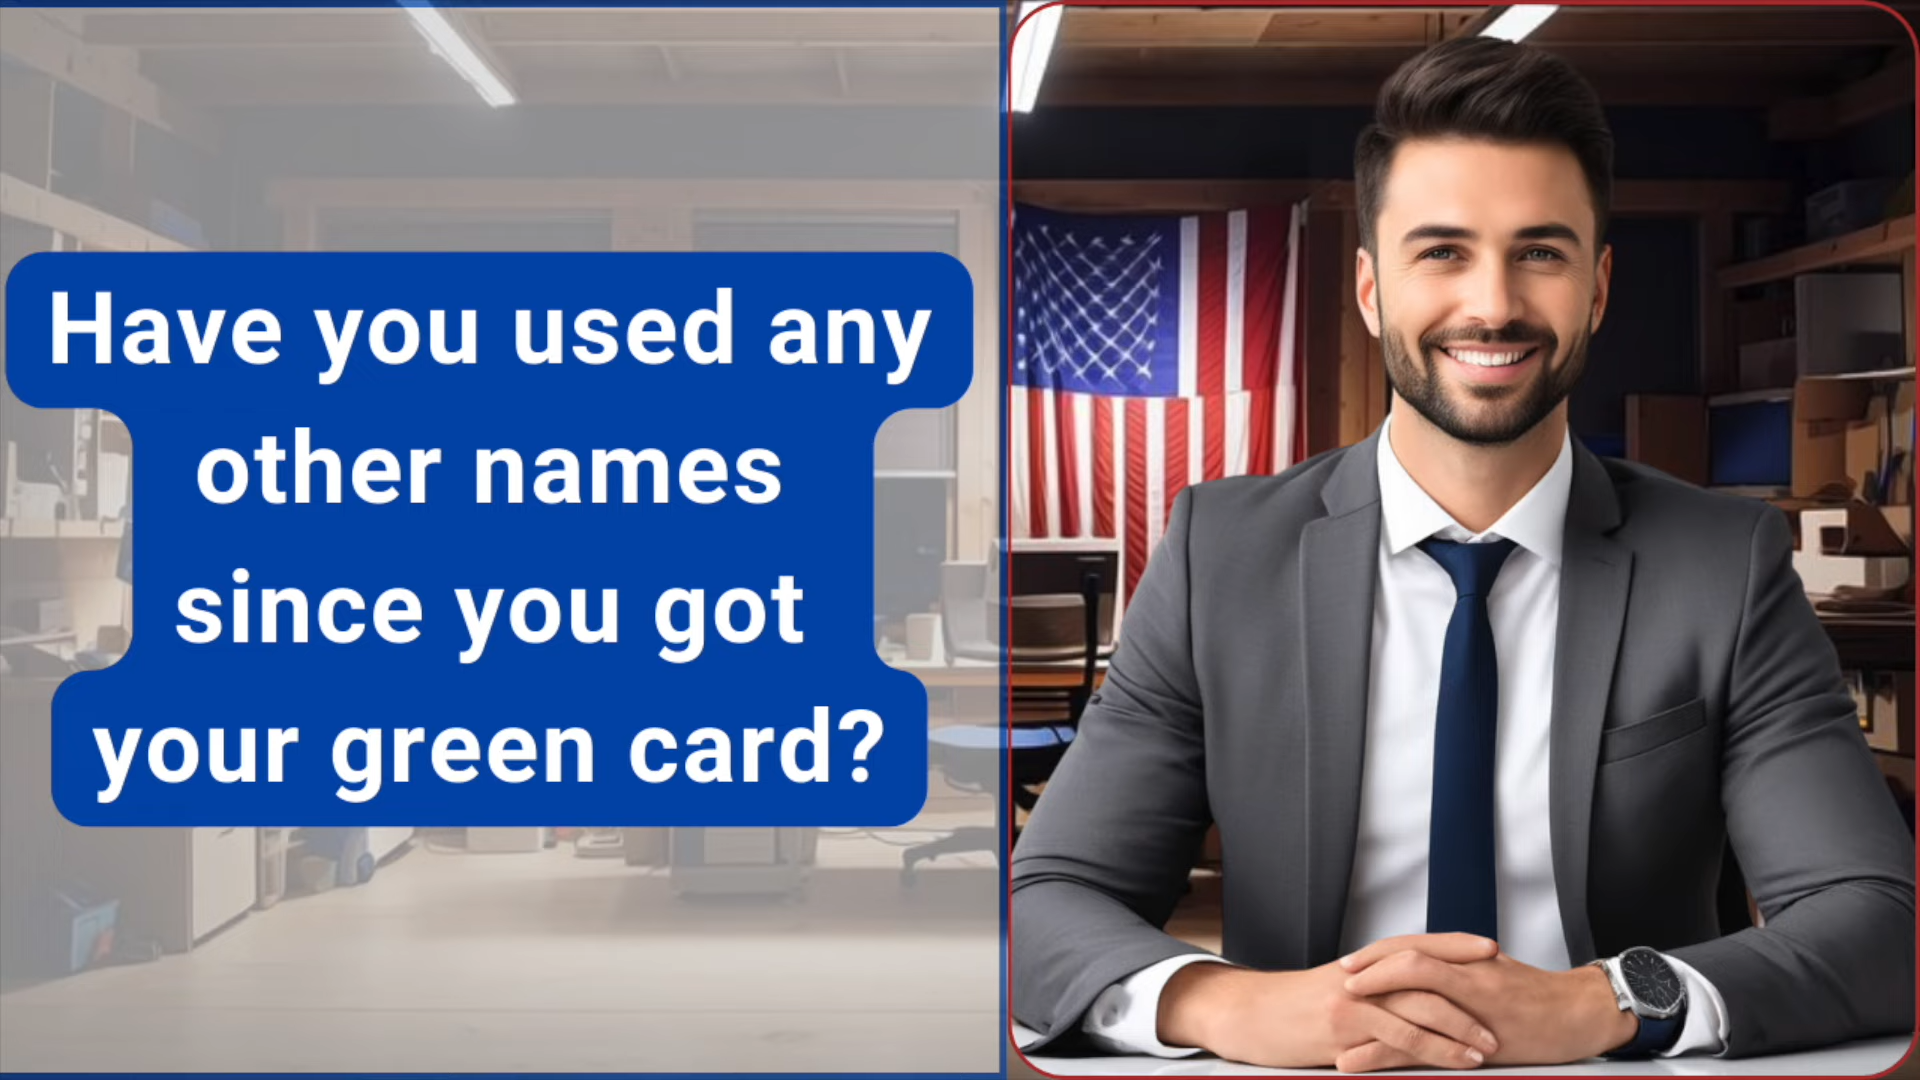 Have you used any
other names
since you got
your green card?